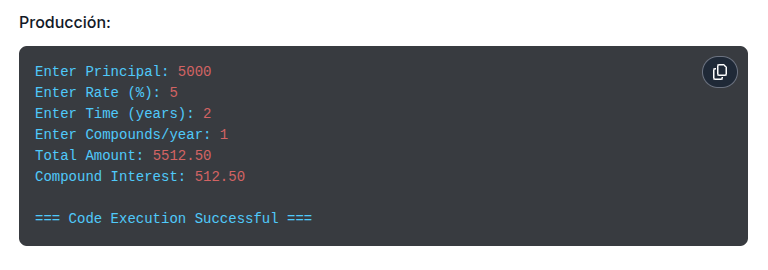 Producción:
Enter Principal: 5000
Enter Rate (%): 5
Enter Time (years): 2
Enter Compounds/year: 1
Total Amount: 5512.50
Compound Interest: 512.50
=== Code Execution Successful ===